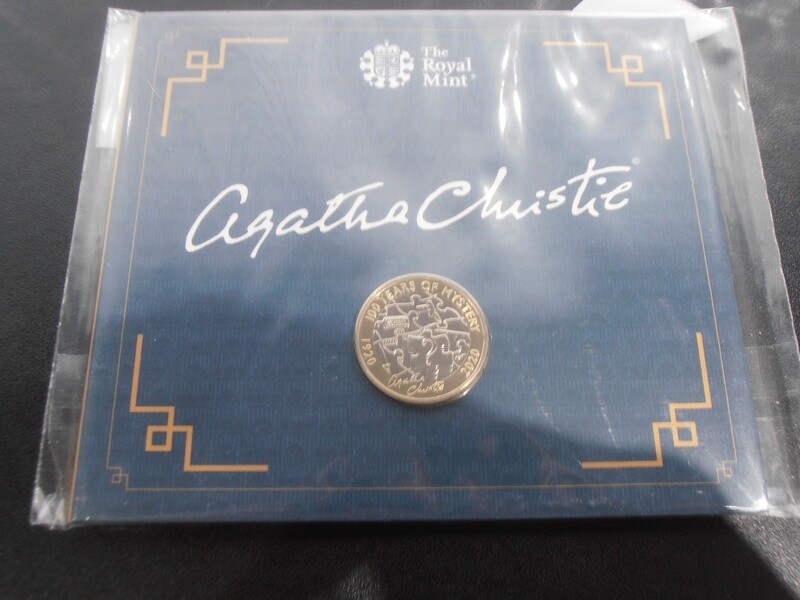 The
Royal
Mint®
Agatha Christie®
100 YEARS OF MYSTERY
1920
2020
Agatha
Christie